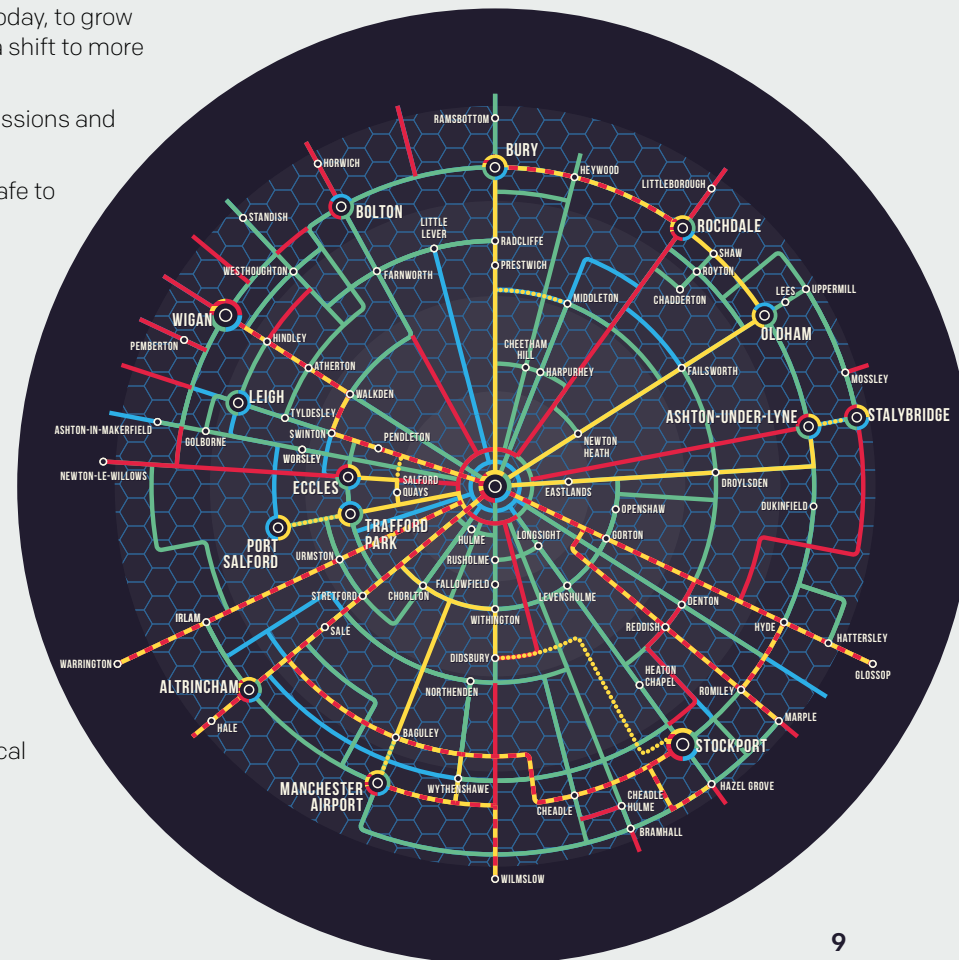 oday, to grow
a shift to more
ssions and
afe to
cal
RAMSBOTTOM
BURY
HEYWOOD
HORWICH
LITTLEBOROUGH
BOLTON
STANDISH
LITTLE
LEVER
ROCHDALE
RADCLIFFE
SHAW
PRESTWICH
WESTHOUGHTON
FARNWORTH
ROYTON
CHADDERTON
LEES
UPPERMILL
MIDDLETON
WIGAN
OLDHAM
PEMBERTON
HINDLEY
CHEETHAM
HILL
HARPURHEY
ATHERTON
FAILSWORTH
MOSSLEY
WALKDEN
LEIGH
ASHTON-UNDER-LYNE
STALYBRIDGE
TYLDESLEY
ASHTON-IN-MAKERFIELD
GOLBORNE
SWINTON
PENDLETON
NEWTON
HEATH
WORSLEY
NEWTON-LE-WILLOWS
ECCLES
SALFORD
QUAYS
EASTLANDS
DROYLSDEN
DUKINFIELD
OPENSHAW
TRAFFORD
PARK
PORT
SALFORD
HULME
LONGSIGHT
GORTON
URMSTON
RUSHOLME
FALLOWFIELD
STRETFORD
CHORLTON
LEVENSHULME
DENTON
WITHINGTON
IRLAM
SALE
REDDISH
HYDE
HATTERSLEY
WARRINGTON
DIDSBURY
GLOSSOP
ALTRINCHAM
NORTHENDEN
HEATON
CHAPEL
ROMILEY
HALE
MARPLE
BAGULEY
STOCKPORT
MANCHESTER
AIRPORT
WYTHENSHAWE
HAZEL GROVE
CHEADLE
CHEADLE
HULME
BRAMHALL
WILMSLOW
9